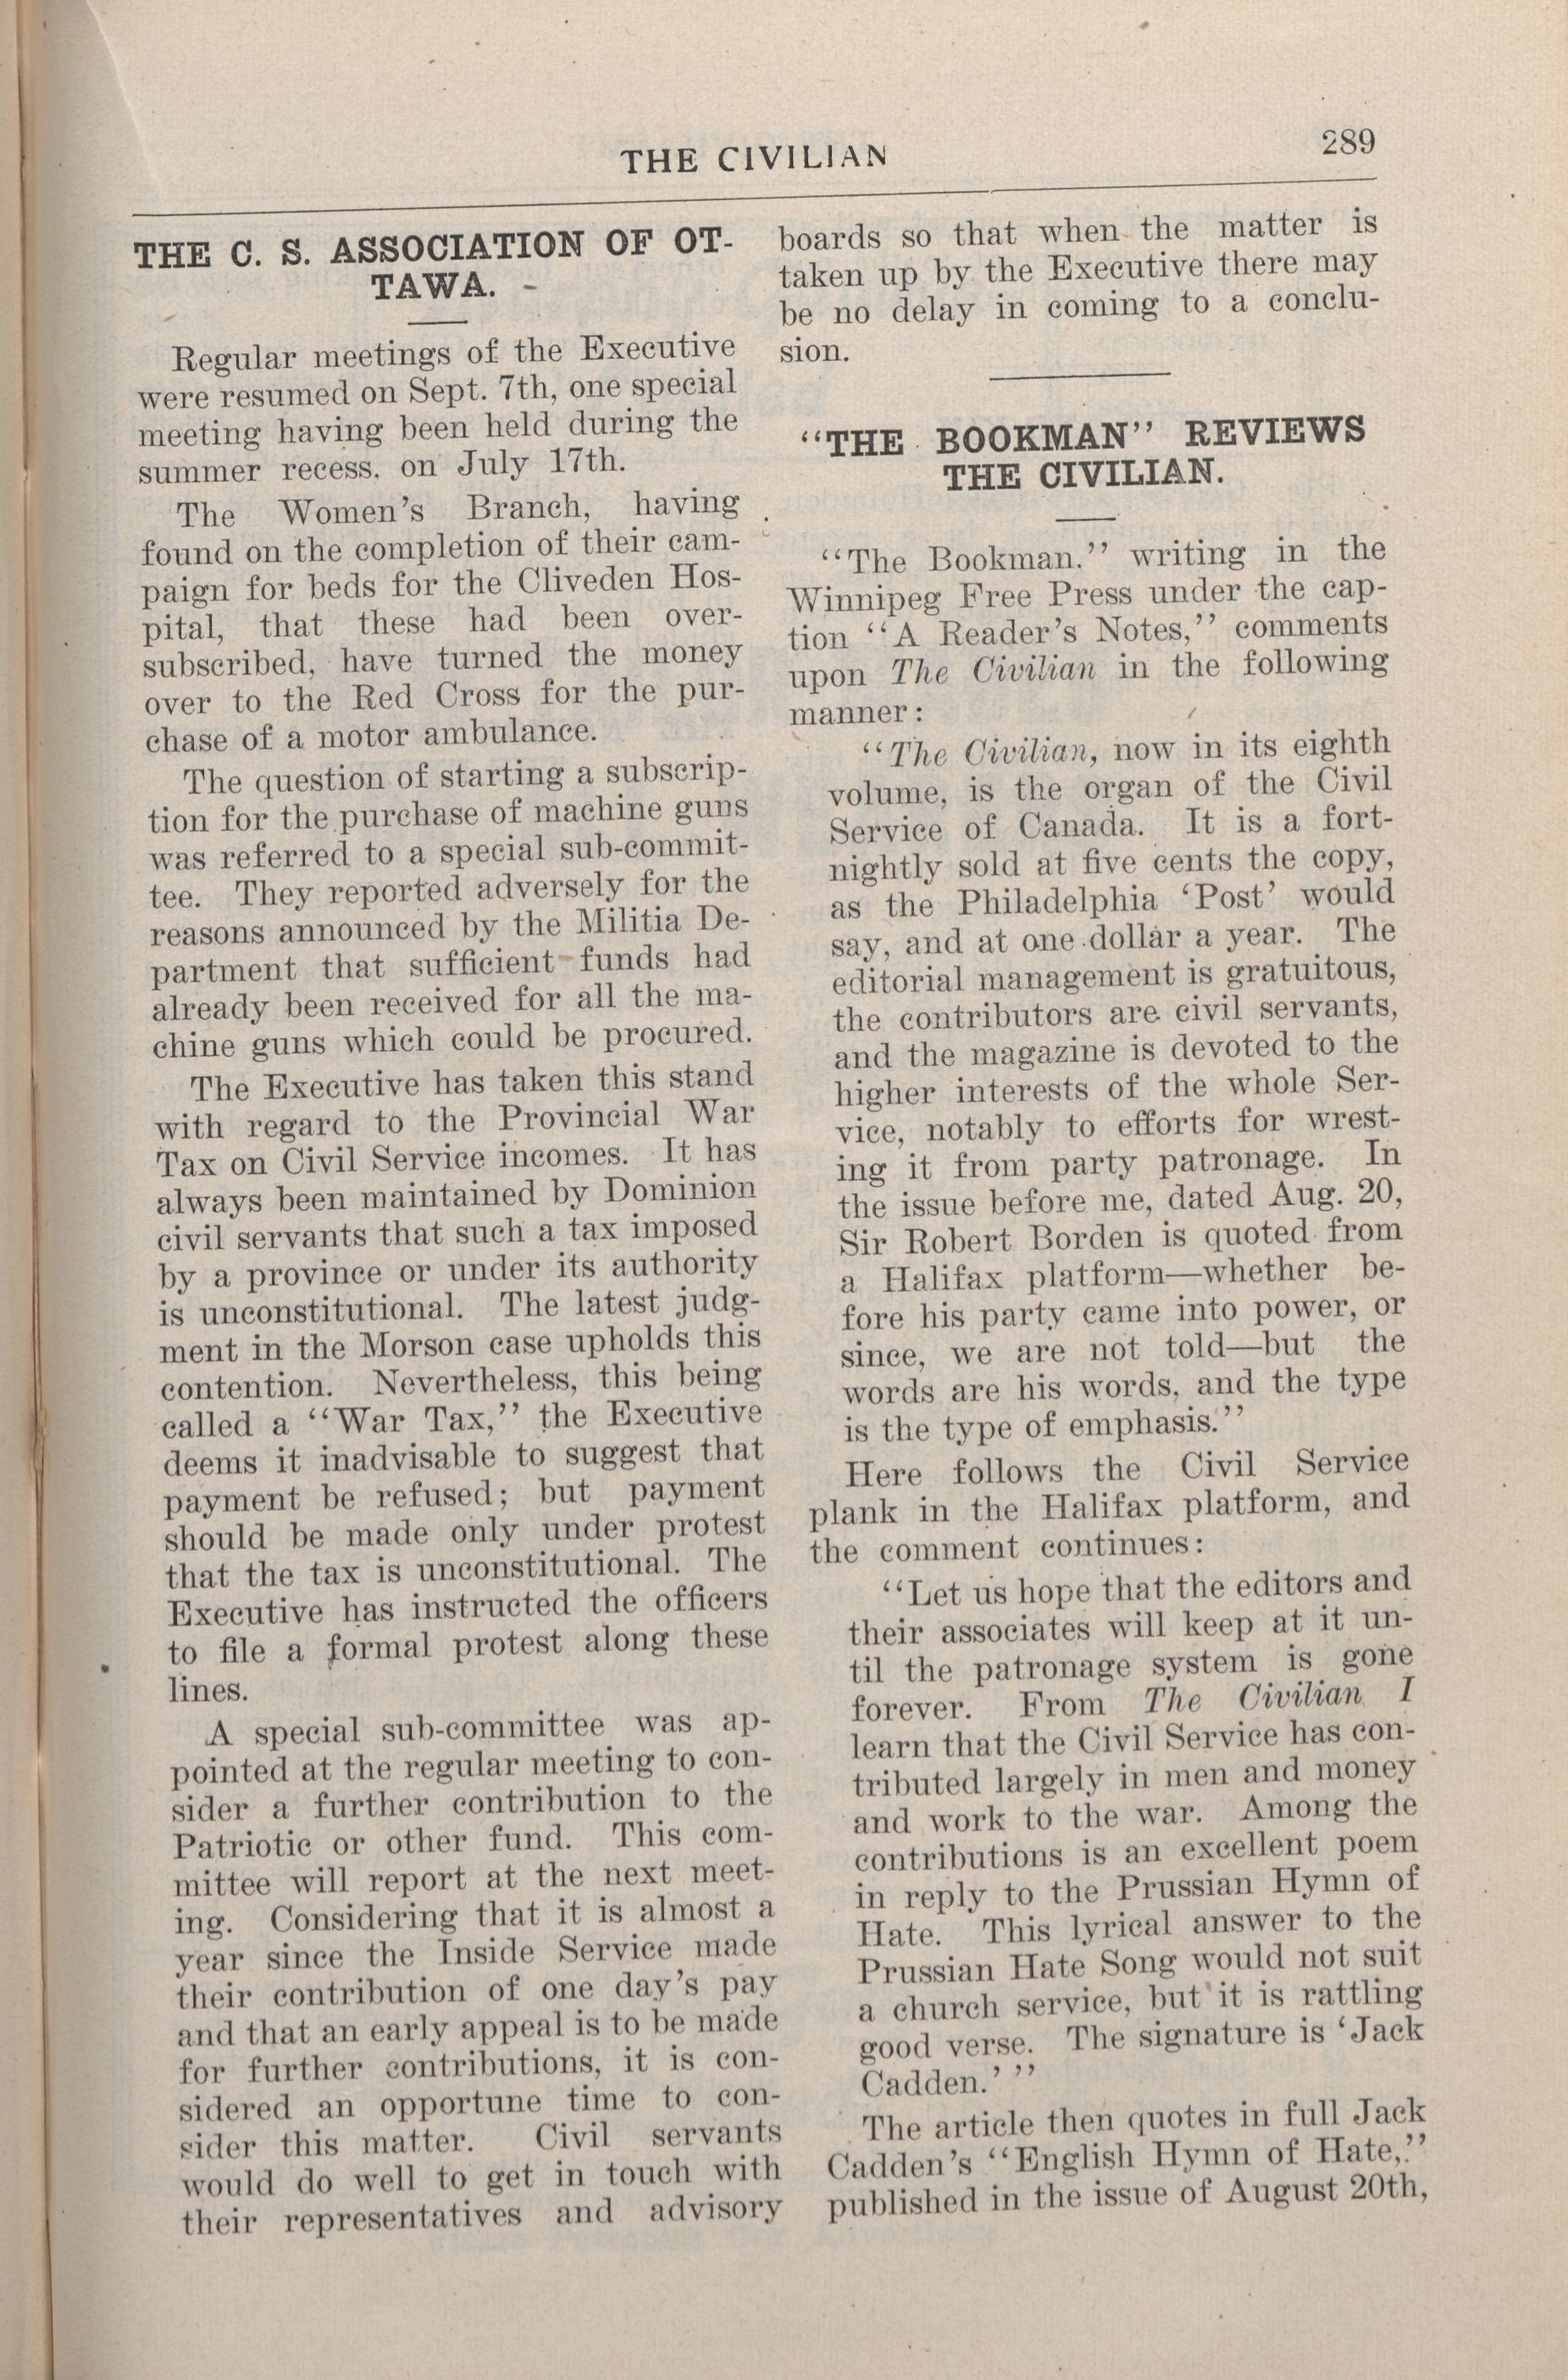 THE CIVILIAN
289
THE C. S. ASSOCIATION OF OT-
TAWA. -
Regular meetings of the Executive
were resumed on Sept. 7th, one special
meeting having been held during the
summer recess. on July 17th.
The Women's Branch, having
found on the completion of their cam-
paign for beds for the Cliveden Hos-
pital, that these had been over-
subscribed, have turned the money
over to the Red Cross for the pur-
chase of a motor ambulance.
The question of starting a subscrip-
tion for the purchase of machine guns
was referred to a special sub-commit-
tee. They reported adversely for the
reasons announced by the Militia De-
partment that sufficient funds had
already been received for all the ma-
chine guns which could be procured.
The Executive has taken this stand
with regard to the Provincial War
Tax on Civil Service incomes. It has
always been maintained by Dominion
civil servants that such a tax imposed
by a province or under its authority
is unconstitutional. The latest judg-
ment in the Morson case upholds this
contention. Nevertheless, this being
called a "War Tax," the Executive
deems it inadvisable to suggest that
payment be refused; but payment
should be made only under protest
that the tax is unconstitutional. The
Executive has instructed the officers
to file a formal protest along these
lines.
A special sub-committee was ap-
pointed at the regular meeting to con-
sider a further contribution to the
Patriotic or other fund. This com-
mittee will report at the next meet-
ing. Considering that it is almost a
year since the Inside Service made
their contribution of one day's pay
and that an early appeal is to be made
for further contributions, it is con-
sidered an opportune time to con-
sider this matter. Civil servants
would do well to get in touch with
their representatives and advisory
boards so that when the matter is
taken up by the Executive there may
be no delay in coming to a conclu-
sion.
"THE BOOKMAN" REVIEWS
THE CIVILIAN.
"The Bookman." writing in the
Winnipeg Free Press under the cap-
tion "A Reader's Notes," comments
upon The Civilian in the following
manner:
"The Civilian, now in its eighth
volume, is the organ of the Civil
Service of Canada. It is a fort-
nightly sold at five cents the copy,
as the Philadelphia 'Post' would
say, and at one dollar a year. The
editorial management is gratuitous,
the contributors are civil servants,
and the magazine is devoted to the
higher interests of the whole Ser-
vice, notably to efforts for wrest-
ing it from party patronage. In
the issue before me, dated Aug. 20,
Sir Robert Borden is quoted from
a Halifax platform—whether be-
fore his party came into power, or
since, we are not told—but the
words are his words, and the type
is the type of emphasis."
Here follows the Civil Service
plank in the Halifax platform, and
the comment continues:
"Let us hope that the editors and
their associates will keep at it un-
til the patronage system is gone
forever. From The Civilian I
learn that the Civil Service has con-
tributed largely in men and money
and work to the war. Among the
contributions is an excellent poem
in reply to the Prussian Hymn of
Hate. This lyrical answer to the
Prussian Hate Song would not suit
a church service, but it is rattling
good verse. The signature is 'Jack
Cadden.' "
The article then quotes in full Jack
Cadden's "English Hymn of Hate,."
published in the issue of August 20th,